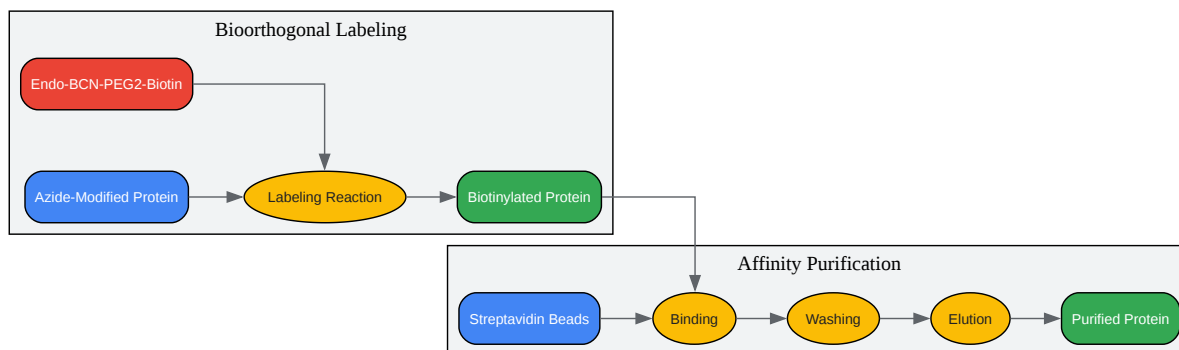 Bioorthogonal Labeling
Endo-BCN-PEG2-Biotin
Azide-Modified Protein
Labeling Reaction
Biotinylated Protein
Affinity Purification
Streptavidin Beads
Binding
Washing
Elution
Purified Protein